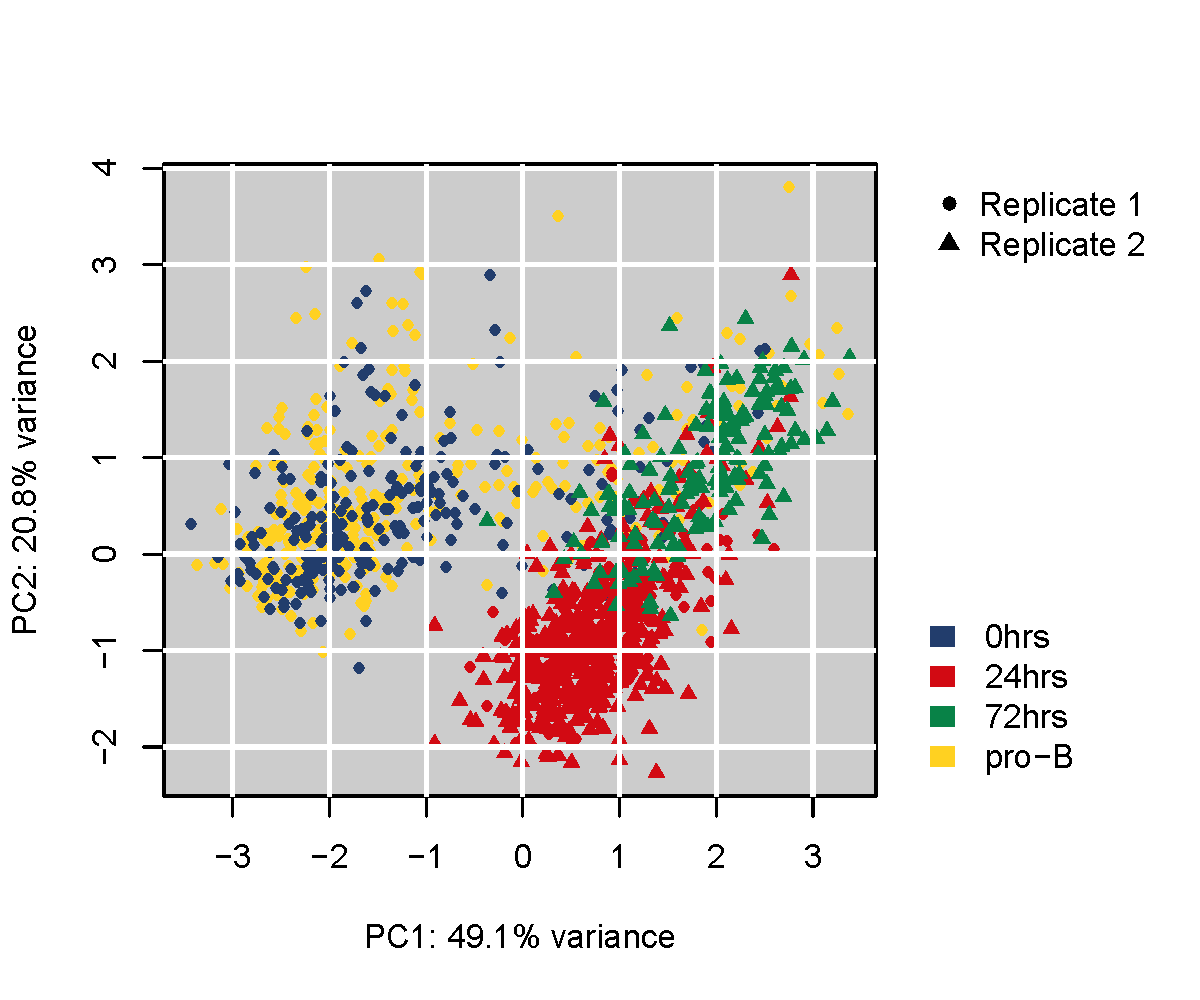 4
3
2
1
0
−1
−2
PC2: 20.8% variance
−3 −2 −1 0 1 2 3
PC1: 49.1% variance
Replicate 1
Replicate 2
0hrs
24hrs
72hrs
pro−B